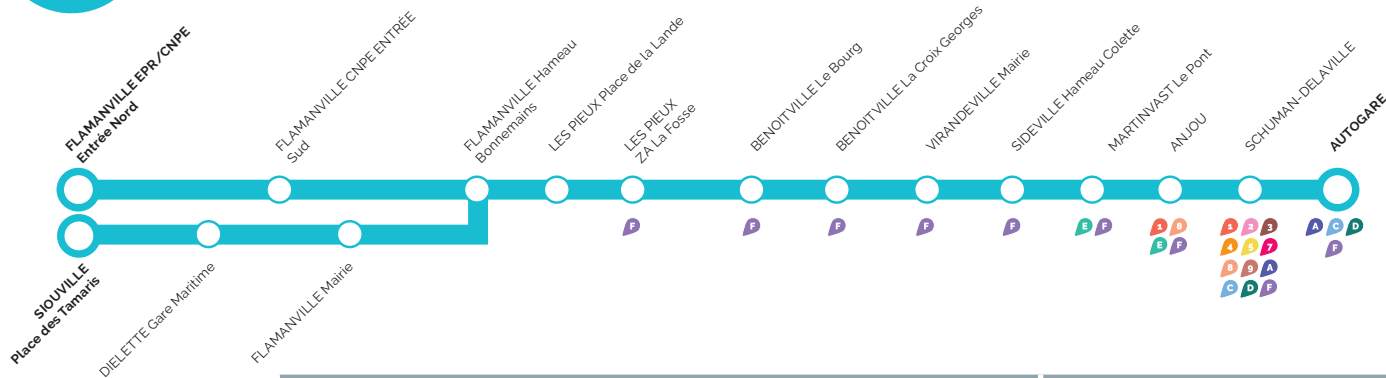 FLAMANVILLE EPR/CNPE
Entrée Nord
FLAMANVILLE CNPE ENTRÉE
Sud
FLAMANVILLE Hameau
Bonnemains
LES PIEUX Place de la Lande
LES PIEUX
ZA La Fosse
BENOITVILLE Le Bourg
BENOITVILLE La Croix Georges
VIRANDEVILLE Mairie
SIDEVILLE Hameau Colette
MARTINVAST Le Pont
ANJOU
SCHUMAN-DELAVILLE
AUTOGARE
F
F
F
F
F
E F
1 8
E F
1 2 3
4 5 7
8 9 A
C D F
A C D
F
SIOUVILLE
Place des Tamaris
DIELETTE Gare Maritime
FLAMANVILLE Mairie